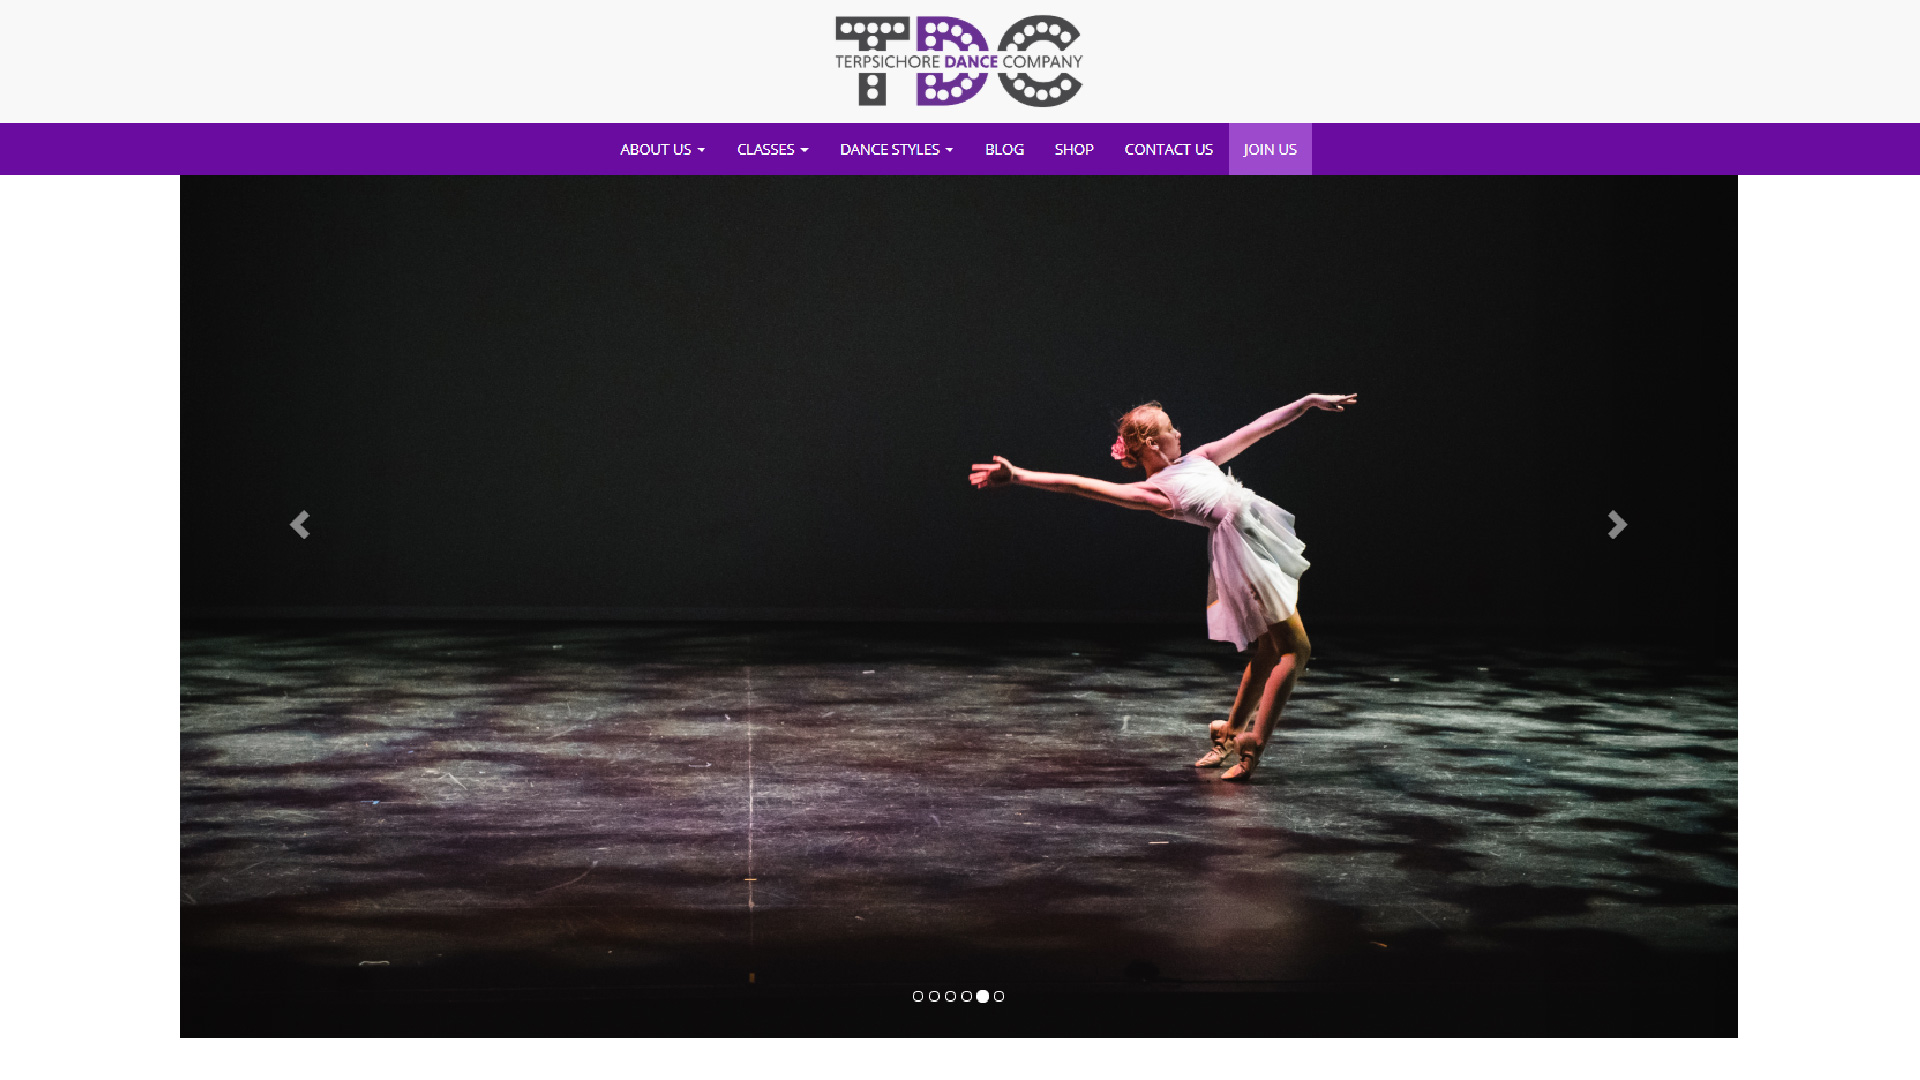 TDC
TERPSICHORE DANCE COMPANY
ABOUT US CLASSES DANCE STYLES BLOG SHOP CONTACT US JOIN US